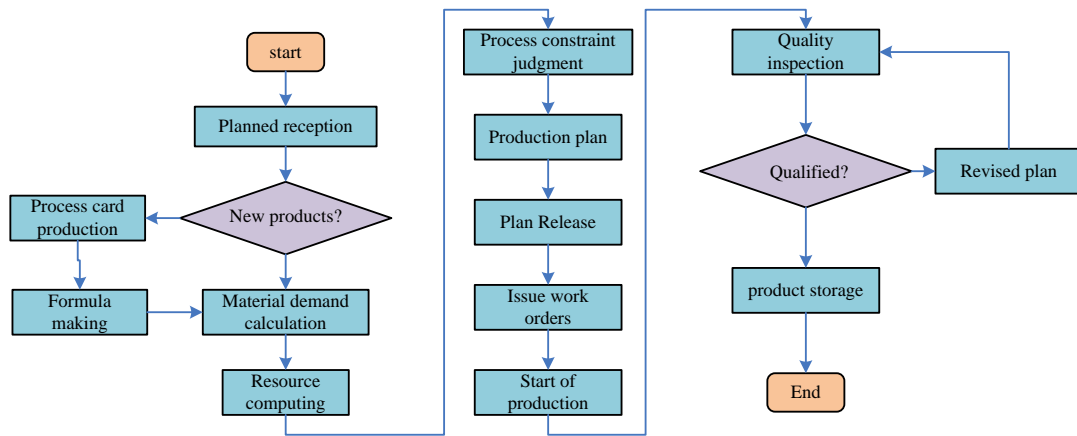 start
Planned reception
New products?
Process card
production
Formula
making
Material demand
calculation
Resource
computing
Process constraint
judgment
Production plan
Plan Release
Issue work
orders
Start of
production
Quality
inspection
Qualified?
Revised plan
product storage
End